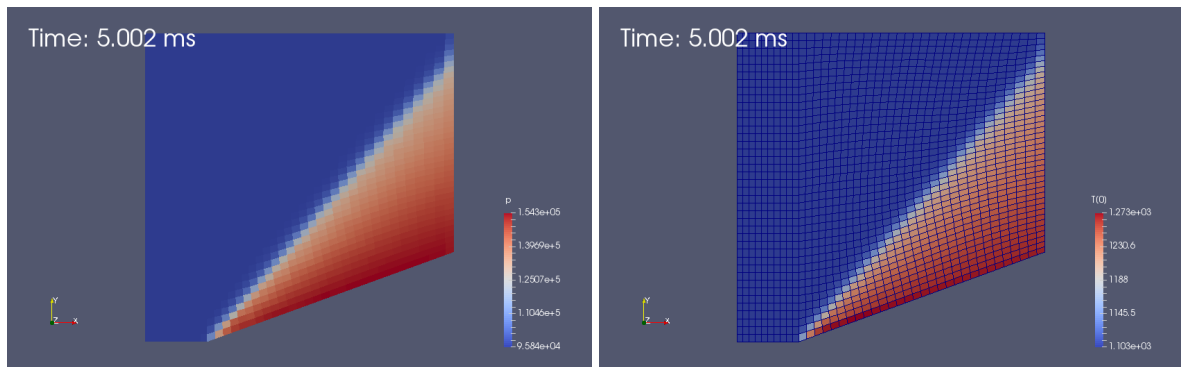 Time: 5.002 ms
p
1.543e+05
1.3969e+5
1.2507e+5
1.1046e+5
9.584e+04
Y
Z
X
Time: 5.002 ms
T(0)
1.273e+03
1230.6
1188
1145.5
1.103e+03
Y
Z
X